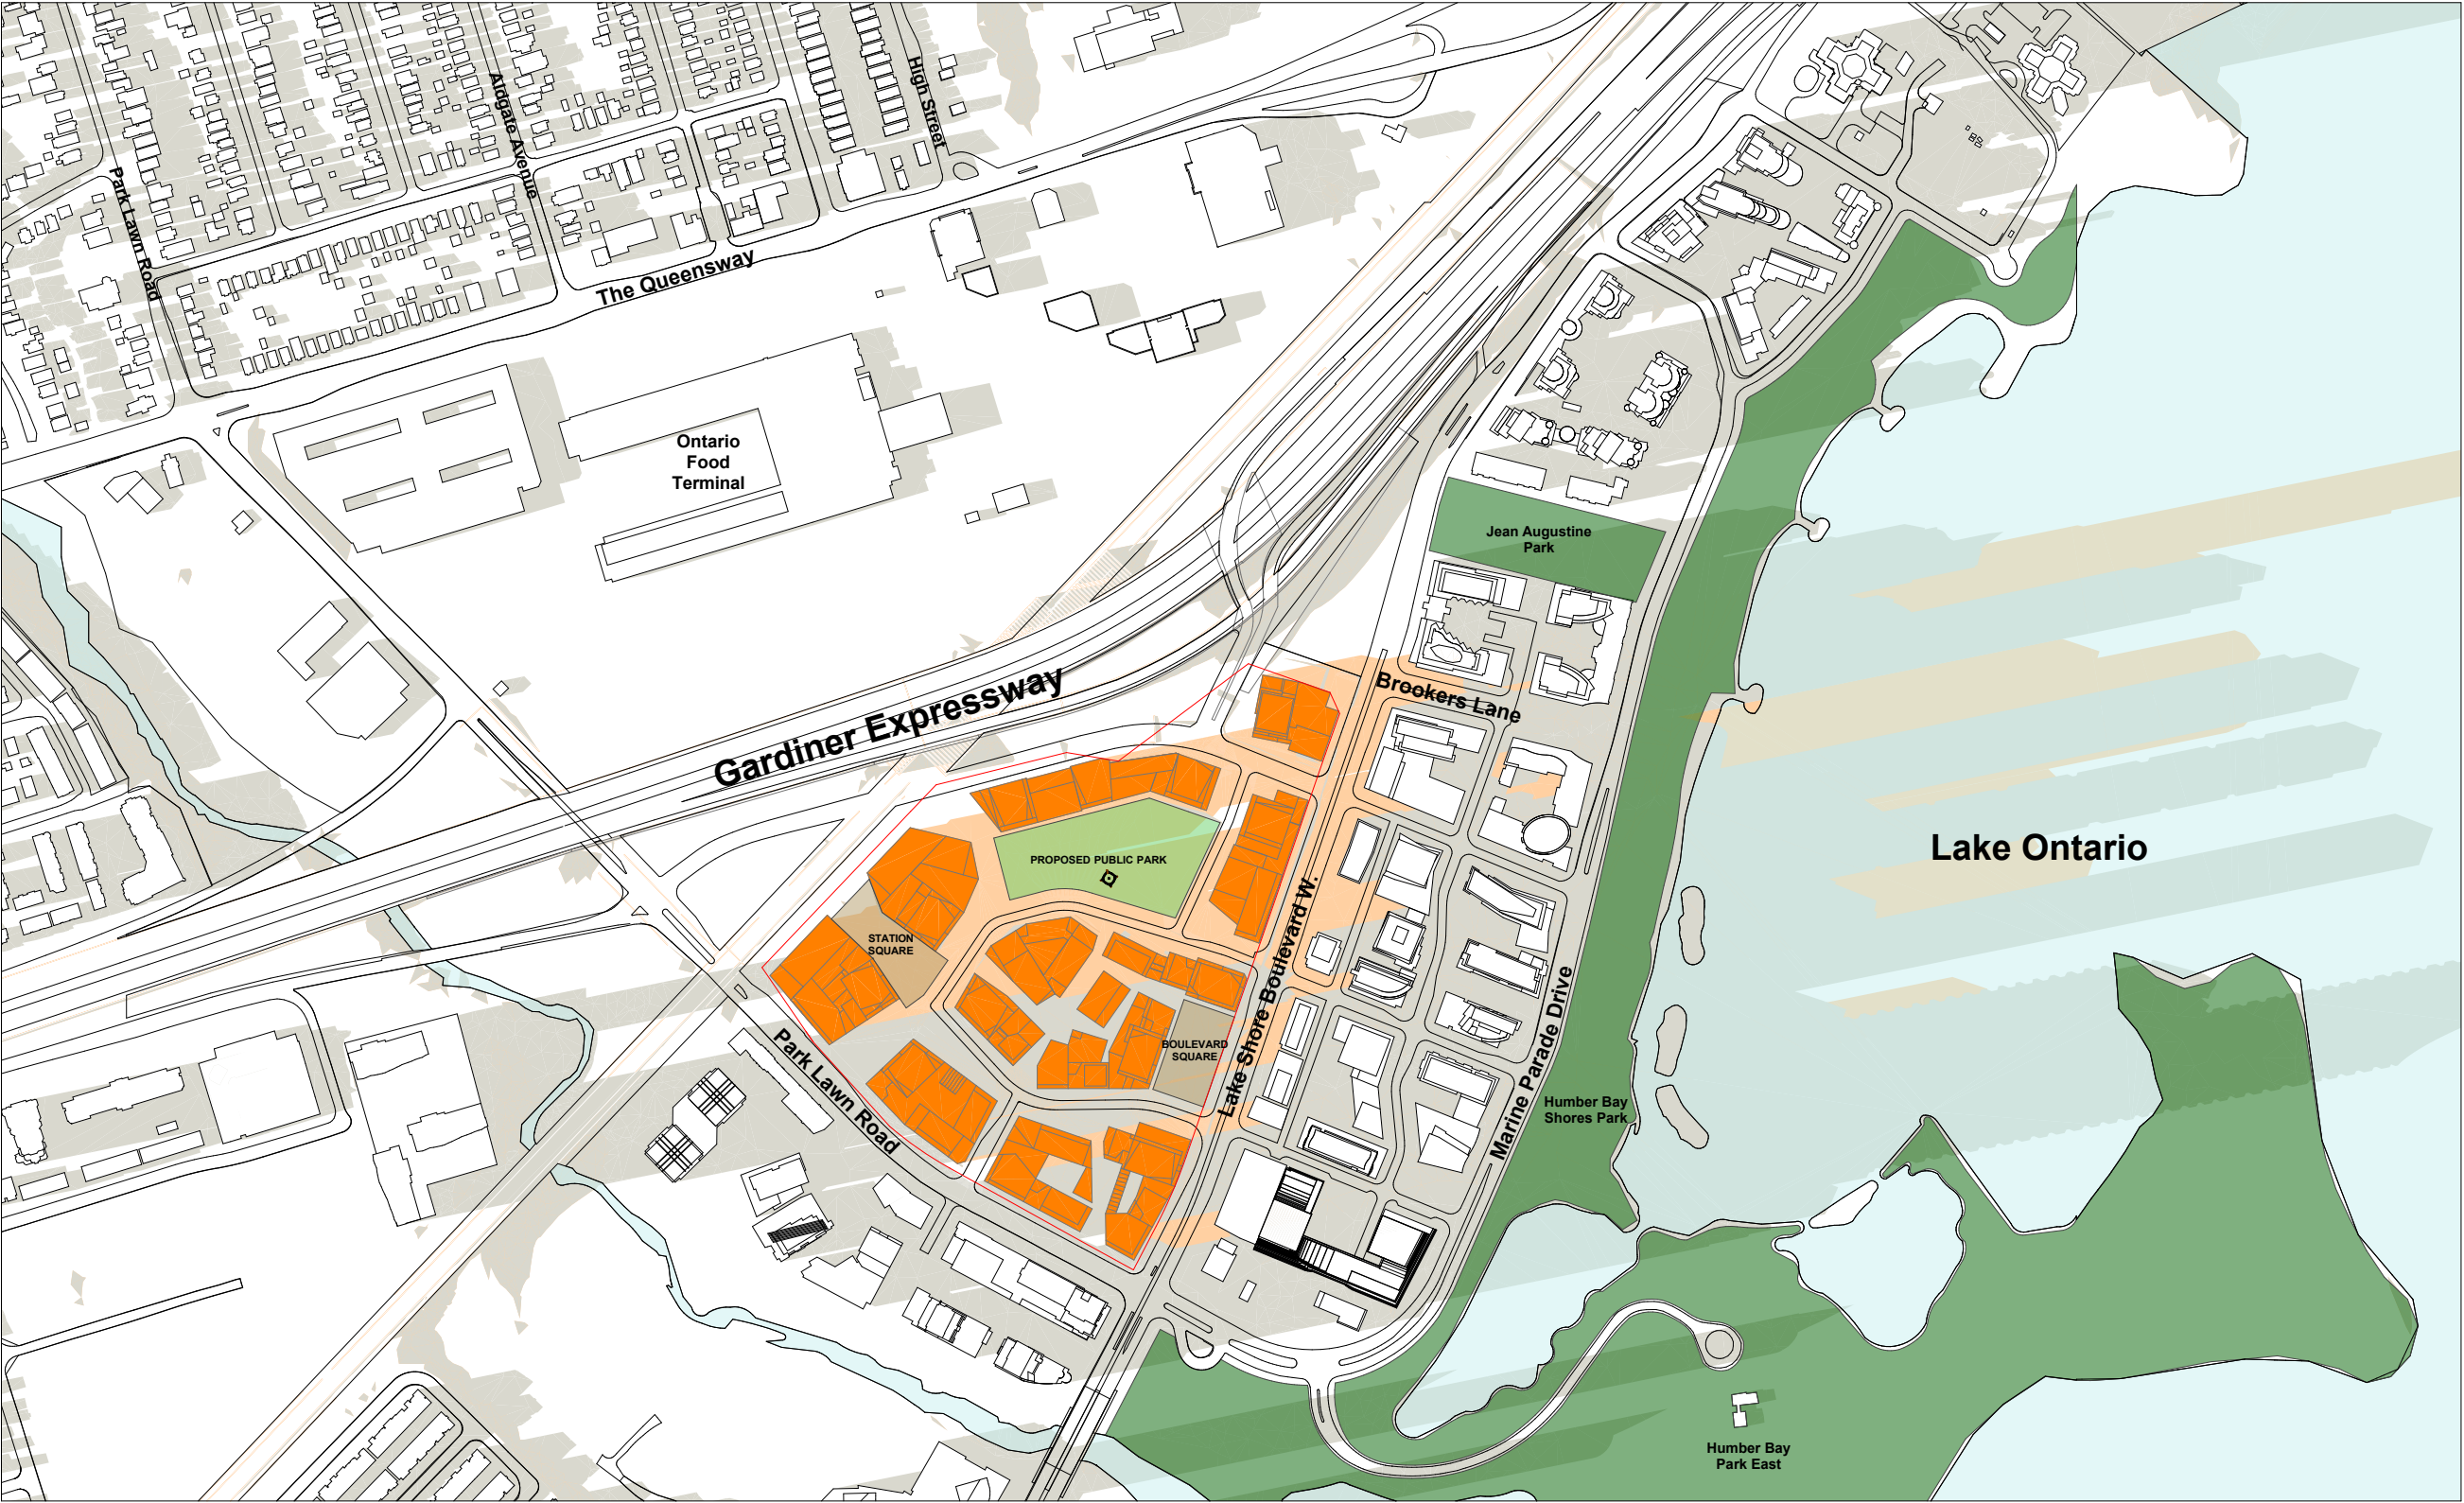 High Street
Aldgate Avenue
Park Lawn Road
The Queensway
Ontario
Food
Terminal
Jean Augustine
Park
Gardiner Expressway
Brookers Lane
Lake Ontario
PROPOSED PUBLIC PARK
STATION
SQUARE
Lake Shore Boulevard W.
BOULEVARD
SQUARE
Park Lawn Road
Marine Parade Drive
Humber Bay
Shores Park
Humber Bay
Park East